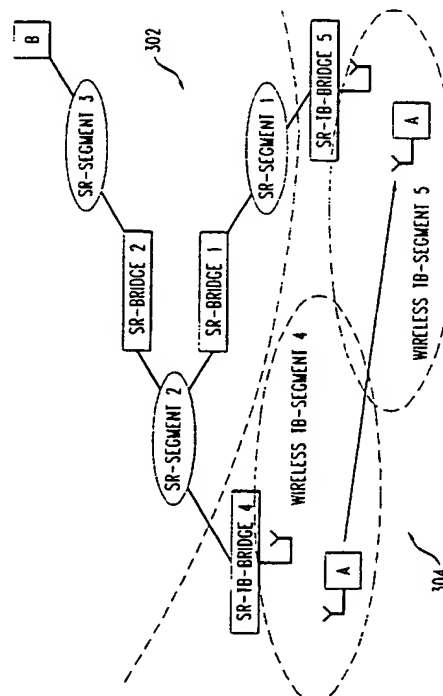 B
302
SR-SEGMENT 3
SR-BRIDGE 2
SR-SEGMENT 2
SR-BRIDGE 1
SR-SEGMENT 1
SR-TB-BRIDGE 5
SR-TB-BRIDGE 4
WIRELESS TB-SEGMENT 4
WIRELESS TB-SEGMENT 5
A
A
304